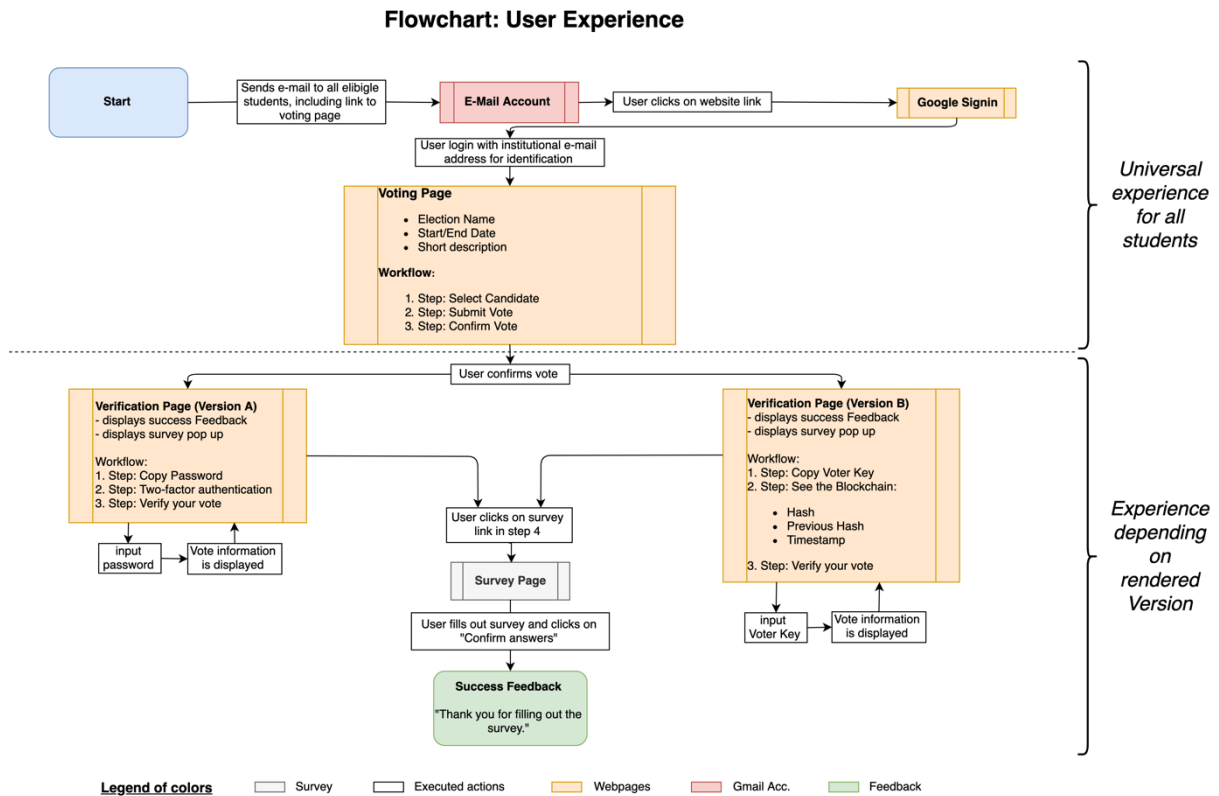 Flowchart: User Experience
Start
Sends e-mail to all elibigle
students, including link to
voting page
E-Mail Account
User clicks on website link
Google Signin
User login with institutional e-mail
address for identification
Voting Page
• Election Name
• Start/End Date
• Short description
Workflow:
1. Step: Select Candidate
2. Step: Submit Vote
3. Step: Confirm Vote
Universal
experience
for all
students
User confirms vote
Verification Page (Version A)
- displays success Feedback
- displays survey pop up
Workflow:
1. Step: Copy Password
2. Step: Two-factor authentication
3. Step: Verify your vote
input
password
Vote information
is displayed
User clicks on survey
link in step 4
Survey Page
User fills out survey and clicks on
"Confirm answers"
Success Feedback
"Thank you for filling out the
survey."
Verification Page (Version B)
- displays success Feedback
- displays survey pop up
Workflow:
1. Step: Copy Voter Key
2. Step: See the Blockchain:
• Hash
• Previous Hash
• Timestamp
3. Step: Verify your vote
input
Voter Key
Vote information
is displayed
Experience
depending
on
rendered
Version
Legend of colors
Survey
Executed actions
Webpages
Gmail Acc.
Feedback